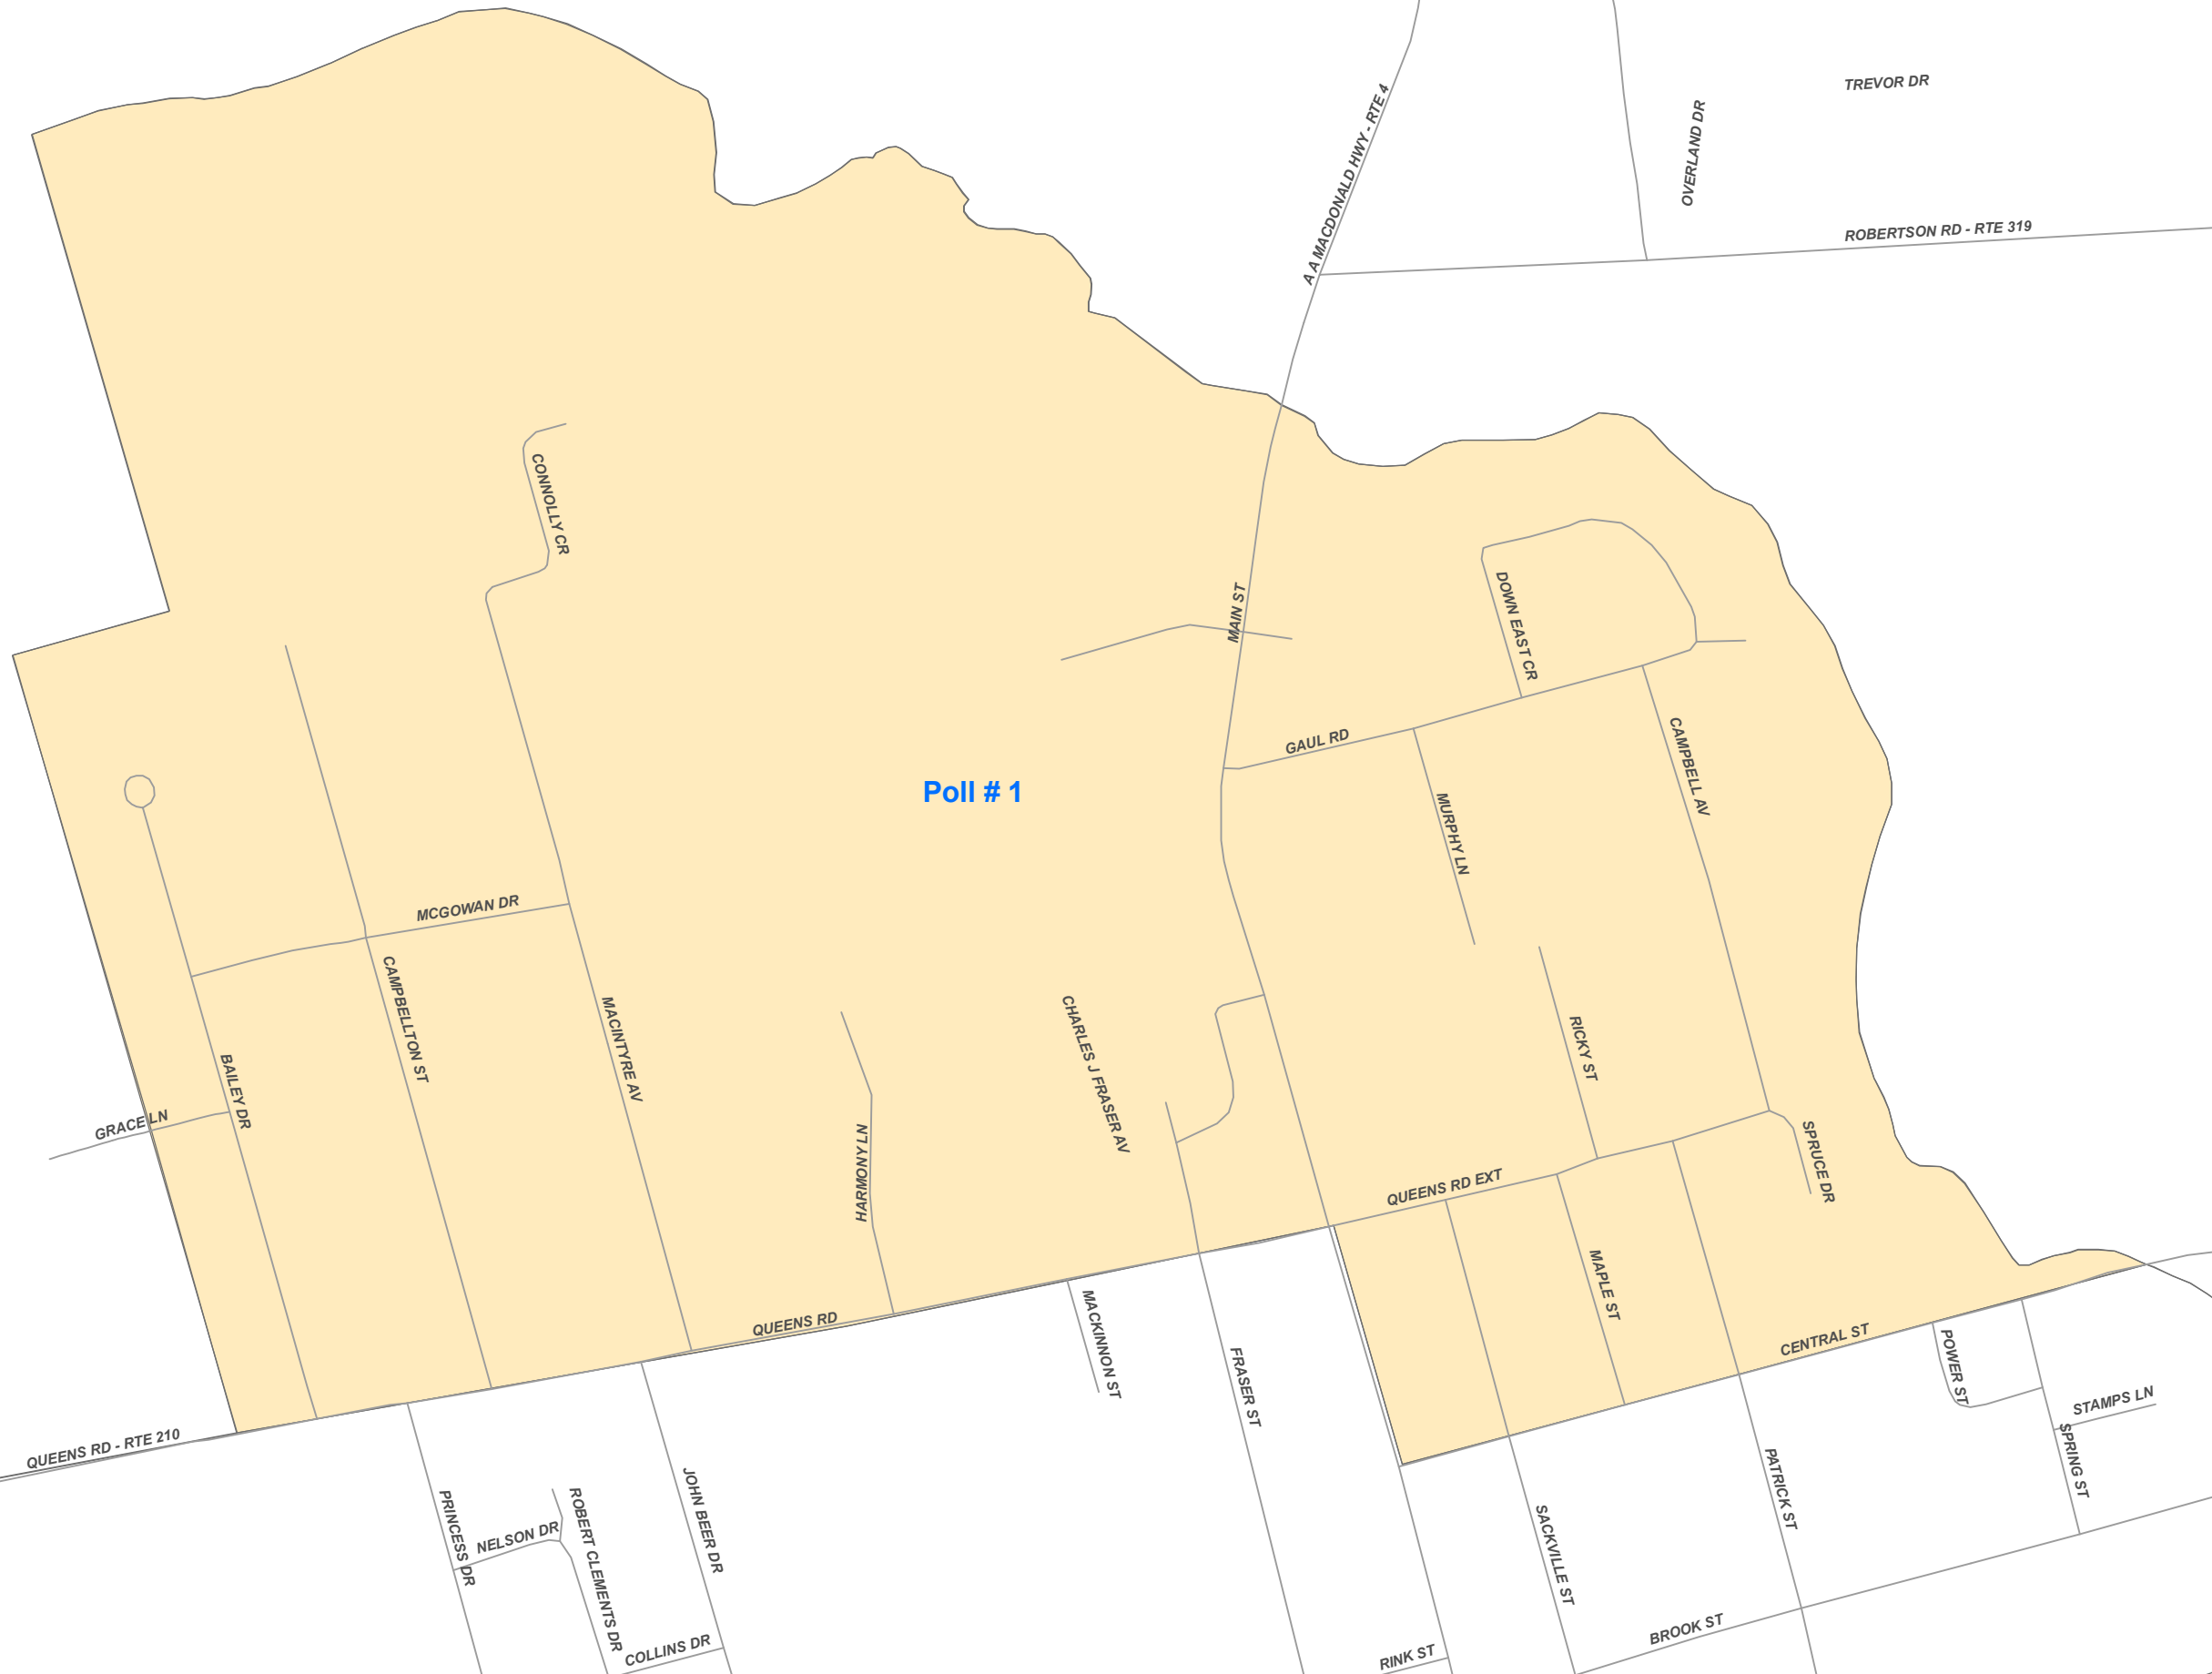 TREVOR DR
OVERLAND DR
A A MACDONALD HWY - RTE 4
ROBERTSON RD - RTE 319
CONNOLLY CR
MAIN ST
DOWN EAST CR
GAUL RD
CAMPBELL AV
Poll # 1
MURPHY LN
MCGOWAN DR
CAMPBELLTON ST
MACINTYRE AV
CHARLES J FRASER AV
RICKY ST
BAILEY DR
GRACE LN
HARMONY LN
SPRUCE DR
QUEENS RD EXT
MAPLE ST
MACKINNON ST
QUEENS RD
CENTRAL ST
POWER ST
FRASER ST
STAMPS LN
SPRING ST
QUEENS RD - RTE 210
PATRICK ST
JOHN BEER DR
PRINCESS DR
ROBERT CLEMENTS DR
NELSON DR
SACKVILLE ST
BROOK ST
COLLINS DR
RINK ST